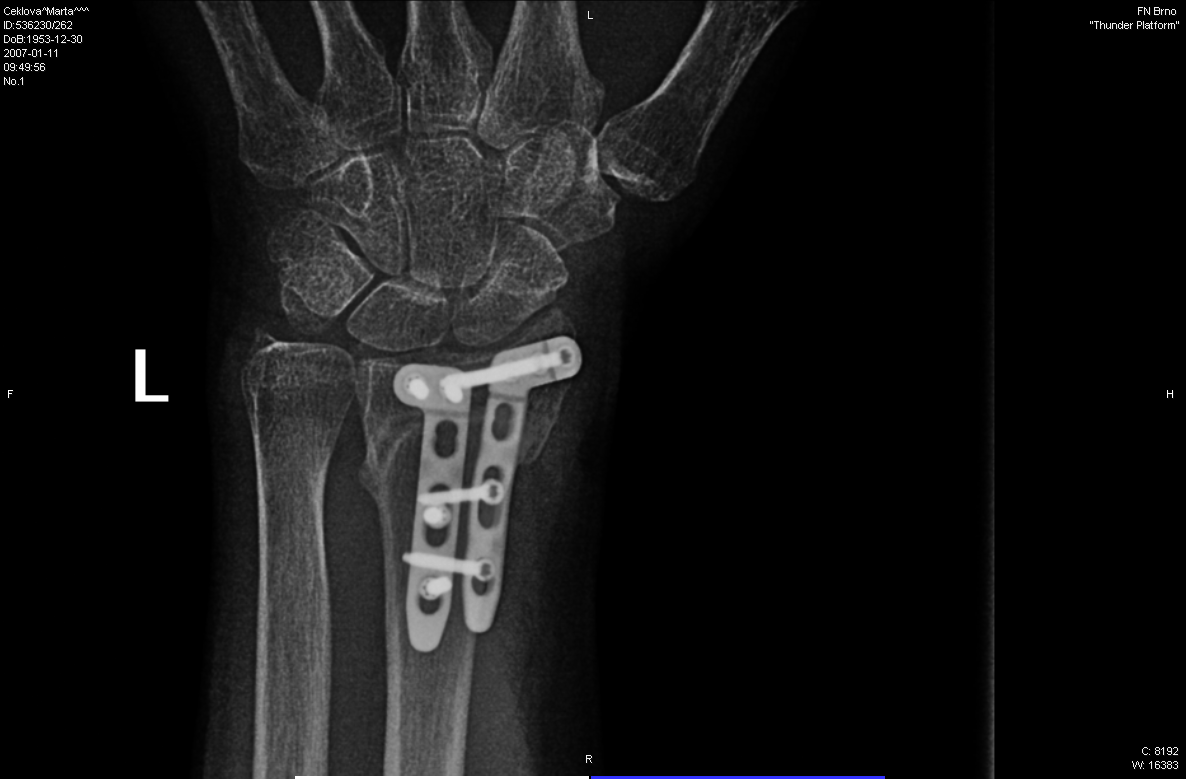 Ceklova^Marta^^^
ID:536230/262
DoB:1953-12-30
2007-01-11
09:49:56
No.1
L
FN Brno
"Thunder Platform"
L
F
H
R
C: 8192
W: 16383